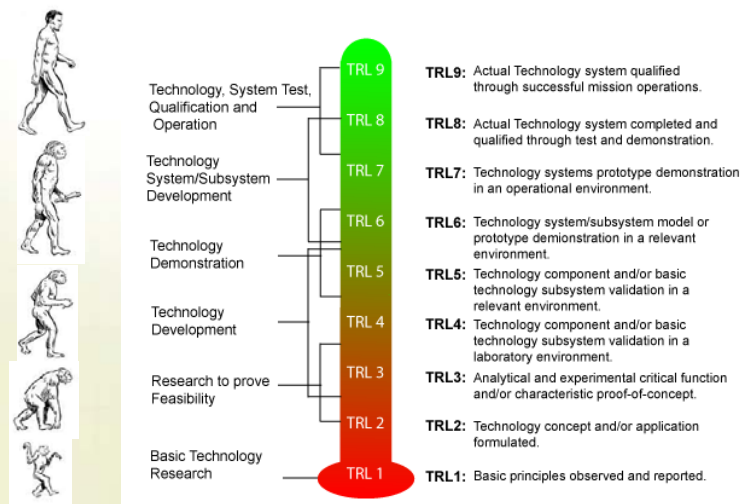 Technology, System Test,
Qualification and
Operation
Technology
System/Subsystem
Development
Technology
Demonstration
Technology
Development
Research to prove
Feasibility
Basic Technology
Research
TRL 9
TRL 8
TRL 7
TRL 6
TRL 5
TRL 4
TRL 3
TRL 2
TRL 1
TRL9: Actual Technology system qualified
through successful mission operations.
TRL8: Actual Technology system completed and
qualified through test and demonstration.
TRL7: Technology systems prototype demonstration
in an operational environment.
TRL6: Technology system/subsystem model or
prototype demionstration in a relevant
environment.
TRL5: Technology component and/or basic
technology subsystem validation in a
relevant environment.
TRL4: Technology component and/or basic
technology subsystem validation in a
laboratory environment.
TRL3: Analytical and experimental critical function
and/or characteristic proof-of-concept.
TRL2: Technology concept and/or application
formulated.
TRL1: Basic principles observed and reported.